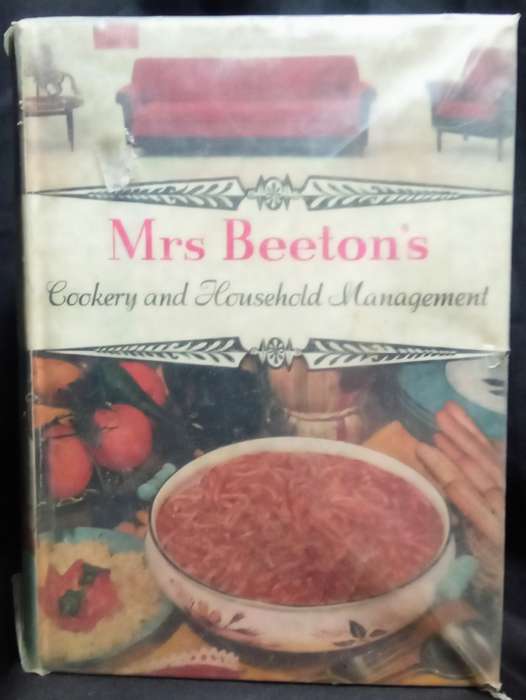 Mrs Beeton's
Cookery and Household Management